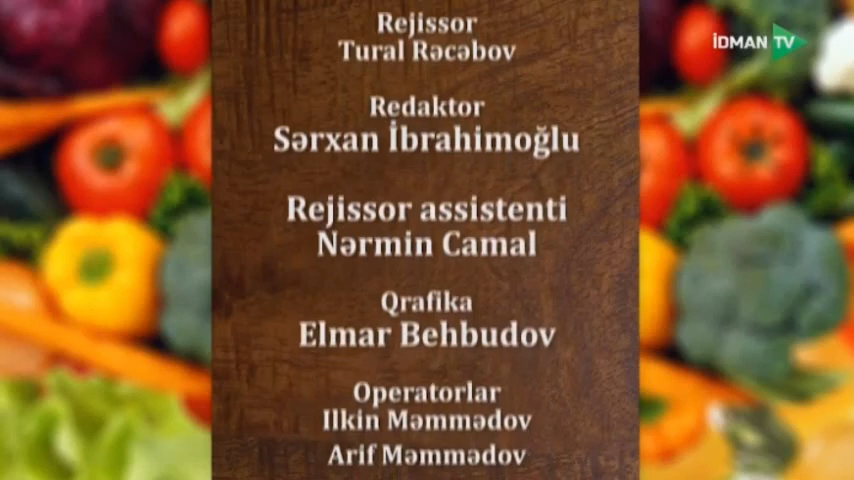 Rejissor
Tural Rəcəbov
İDMAN TV
Redaktor
Sərxan İbrahimoğlu
Rejissor assistenti
Nərmin Camal
Qrafika
Elmar Behbudov
Operatorlar
Ilkin Məmmədov
Arif Məmmədov